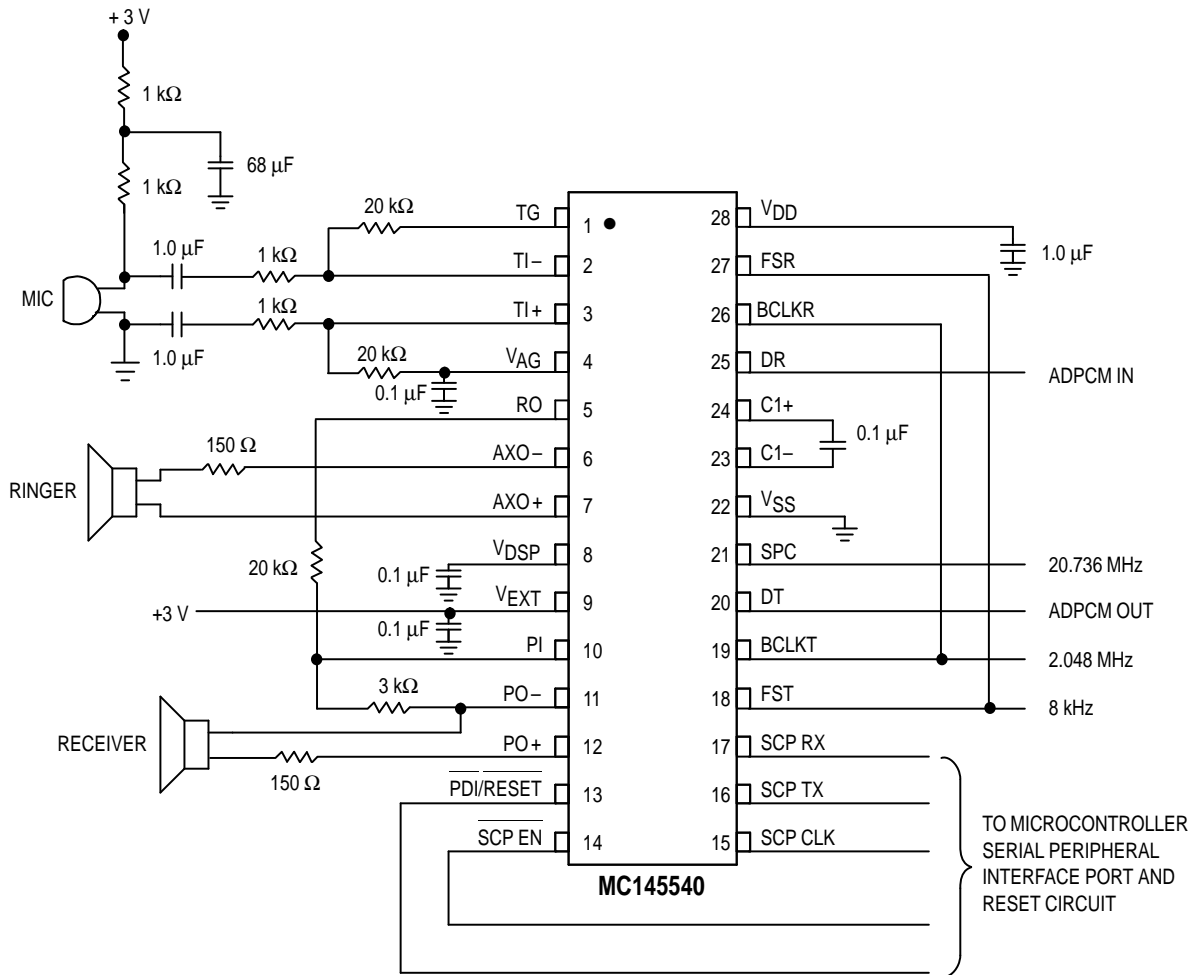 + 3 V
1 kΩ
68 μF
1 kΩ
20 kΩ
1.0 μF
1 kΩ
MIC
1 kΩ
1.0 μF
20 kΩ
0.1 μF
150 Ω
RINGER
20 kΩ
0.1 μF
+3 V
0.1 μF
3 kΩ
RECEIVER
150 Ω
TG
1
TI–
2
TI+
3
VAG
4
RO
5
AXO–
6
AXO+
7
VDSP
8
VEXT
9
PI
10
PO–
11
PO+
12
PDI/RESET
13
SCP EN
14
28
VDD
1.0 μF
27
FSR
26
BCLKR
25
DR
ADPCM IN
24
C1+
0.1 μF
23
C1–
22
VSS
21
SPC
20.736 MHz
20
DT
ADPCM OUT
19
BCLKT
2.048 MHz
18
FST
8 kHz
17
SCP RX
16
SCP TX
15
SCP CLK
MC145540
TO MICROCONTROLLER
SERIAL PERIPHERAL
INTERFACE PORT AND
RESET CIRCUIT